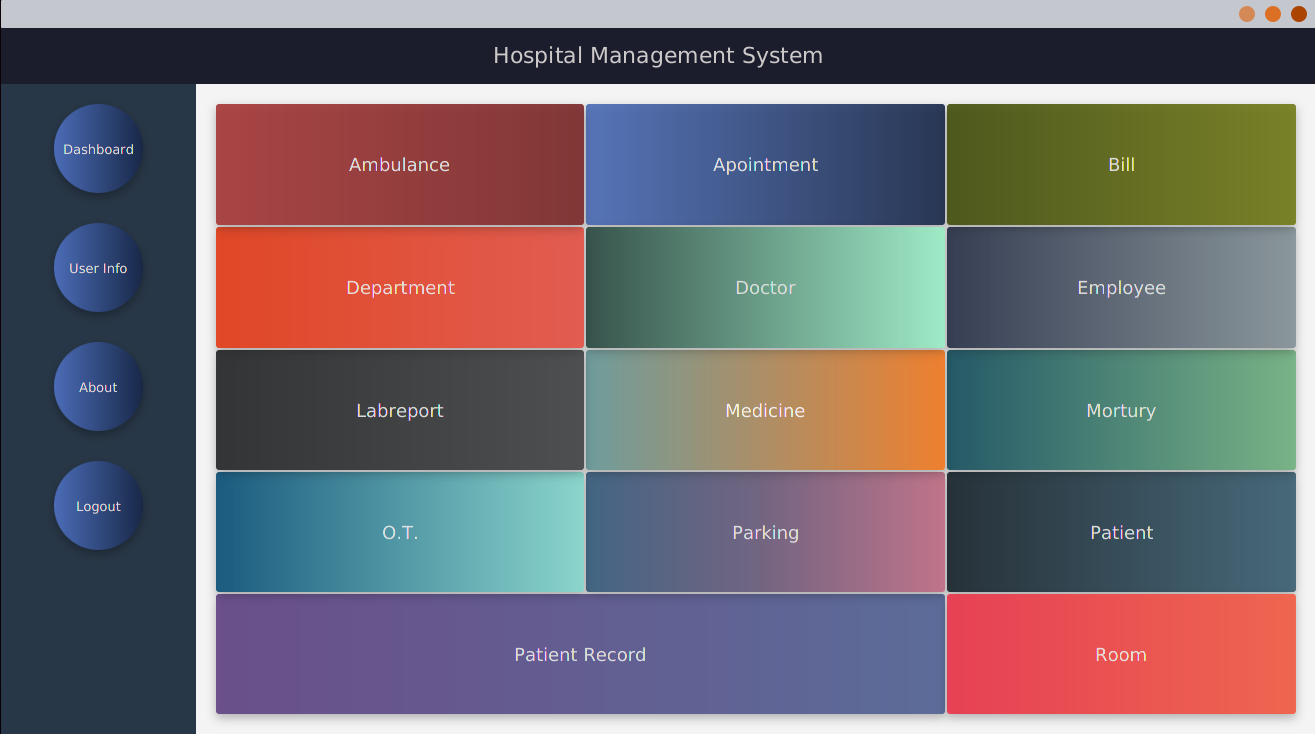 Hospital Management System
Dashboard
User Info
About
Logout
Ambulance
Apointment
Bill
Department
Doctor
Employee
Labreport
Medicine
Mortury
O.T.
Parking
Patient
Patient Record
Room